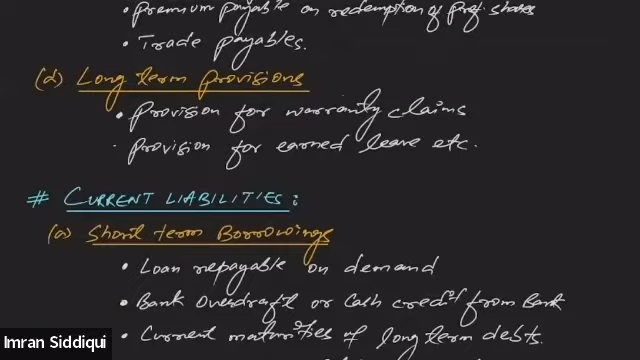 • Premium payable on redemption of Pref. shares
• Trade payables.
(d) Long term provisions
• Provision for warranty claims
• Provision for earned leave etc.
# CURRENT LIABILITIES:
(a) Short term Borrowings
• Loan repayable on demand
• Bank Overdraft or Cash credit from Bank
• Current maturities of long term debts.
Imran Siddiqui